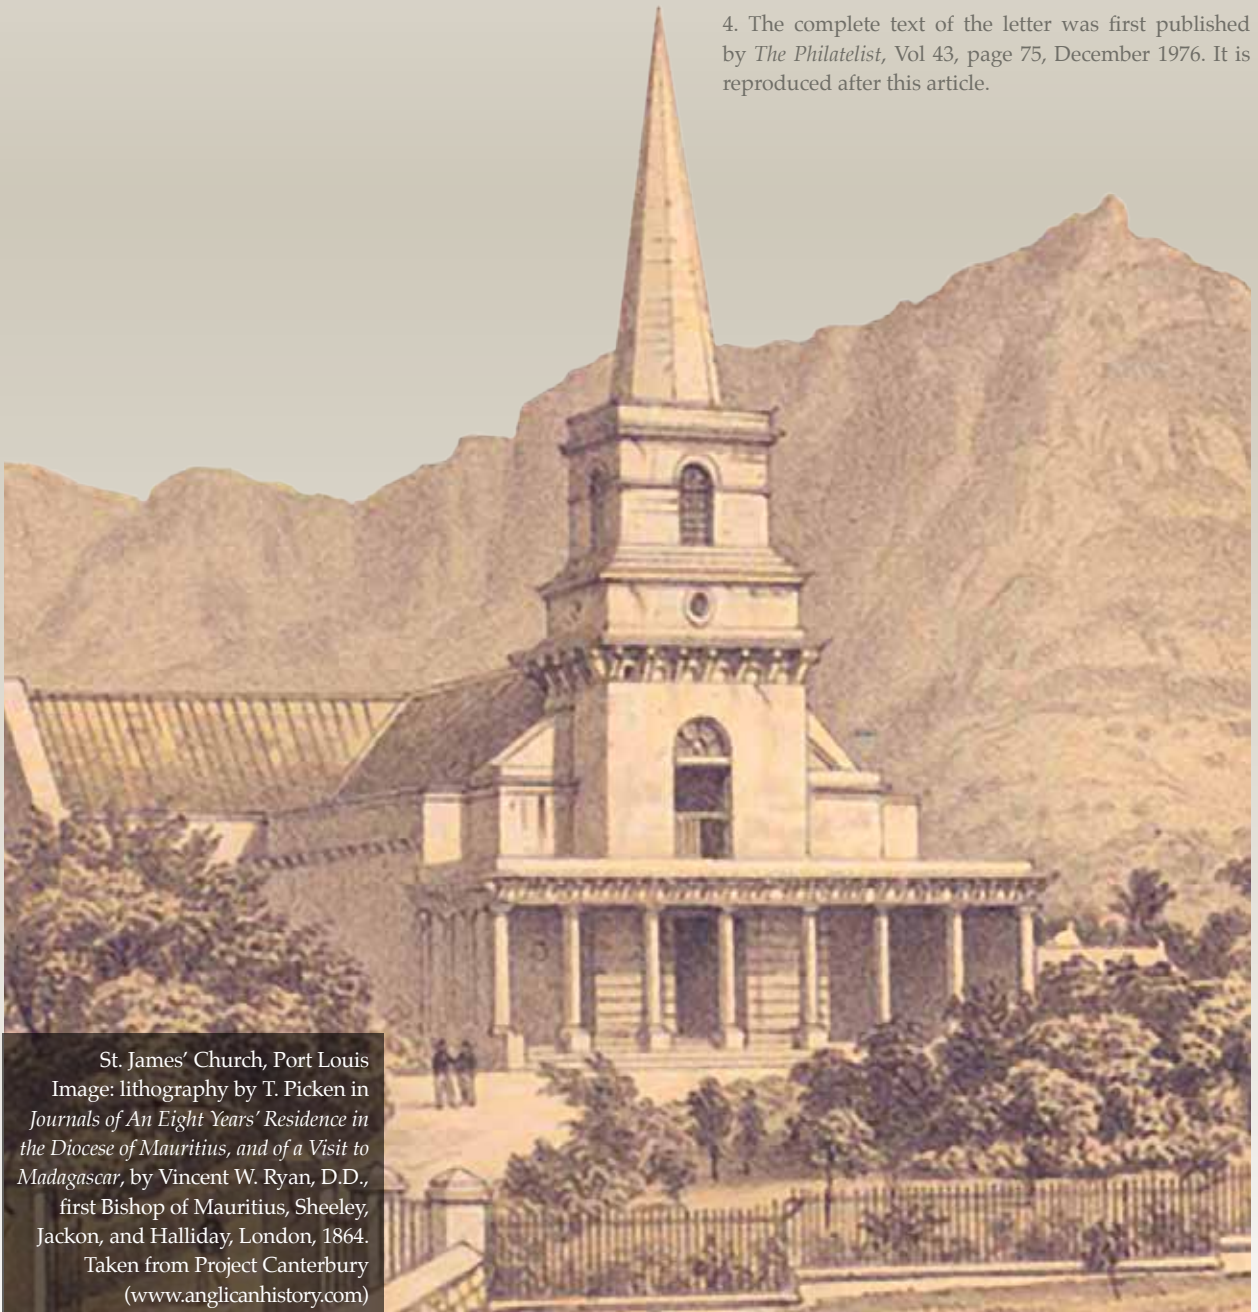 4. The complete text of the letter was first published
by The Philatelist, Vol 43, page 75, December 1976. It is
reproduced after this article.
St. James’ Church, Port Louis
Image: lithography by T. Picken in
Journals of An Eight Years’ Residence in
the Diocese of Mauritius, and of a Visit to
Madagascar, by Vincent W. Ryan, D.D.,
first Bishop of Mauritius, Sheeley,
Jackon, and Halliday, London, 1864.
Taken from Project Canterbury
(www.anglicanhistory.com)